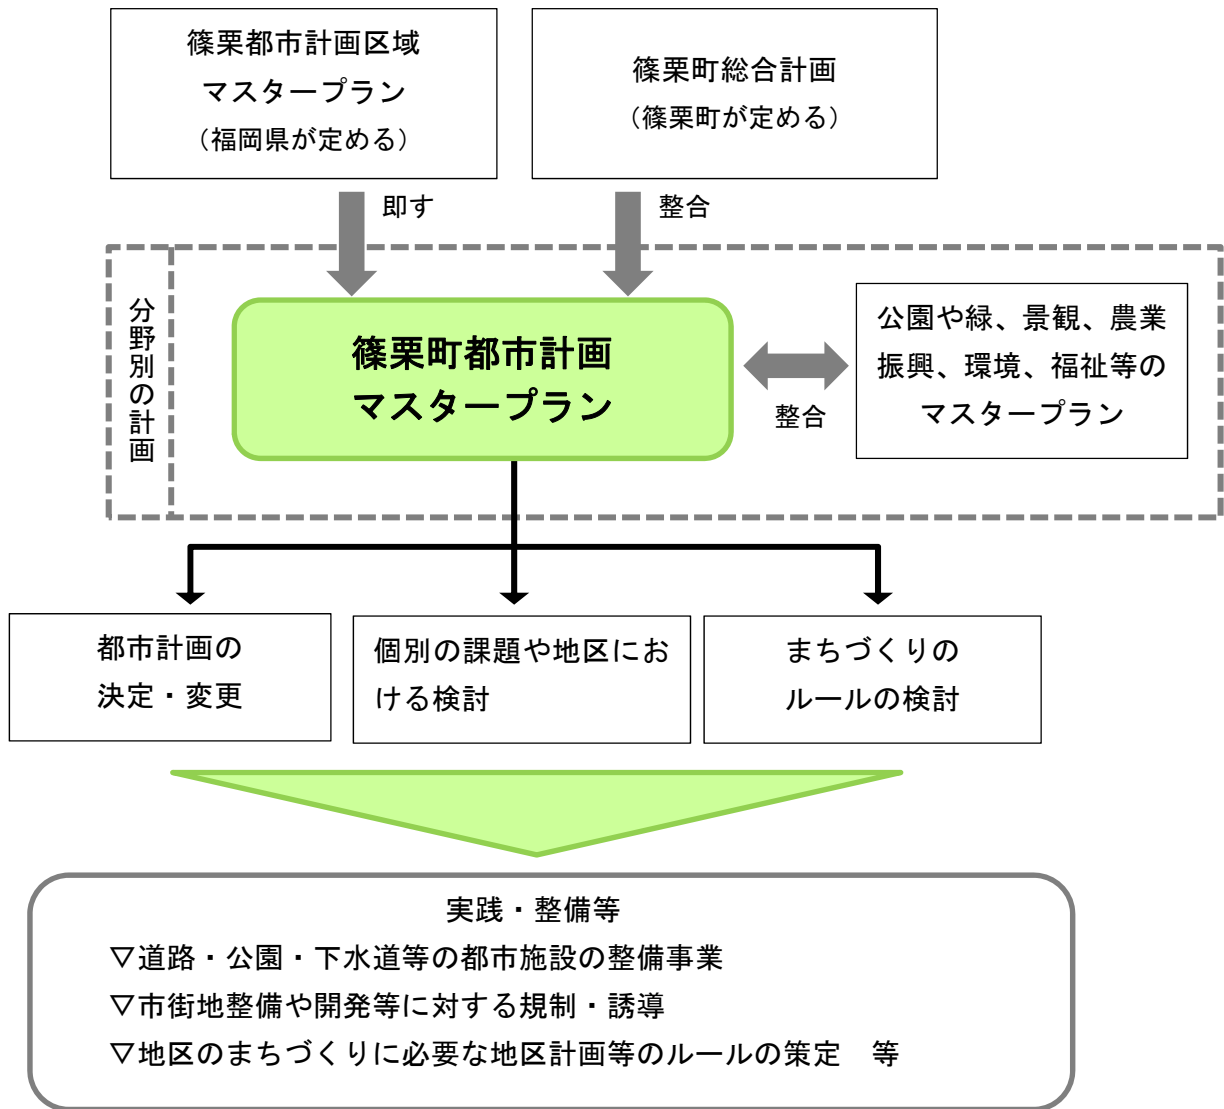 篠栗都市計画区域
マスタープラン
（福岡県が定める）
篠栗町総合計画
（篠栗町が定める）
即す
整合
分野別の計画
篠栗町都市計画
マスタープラン
整合
公園や緑、景観、農業
振興、環境、福祉等の
マスタープラン
都市計画の
決定・変更
個別の課題や地区にお
ける検討
まちづくりの
ルールの検討
実践・整備等
▽道路・公園・下水道等の都市施設の整備事業
▽市街地整備や開発等に対する規制・誘導
▽地区のまちづくりに必要な地区計画等のルールの策定　等